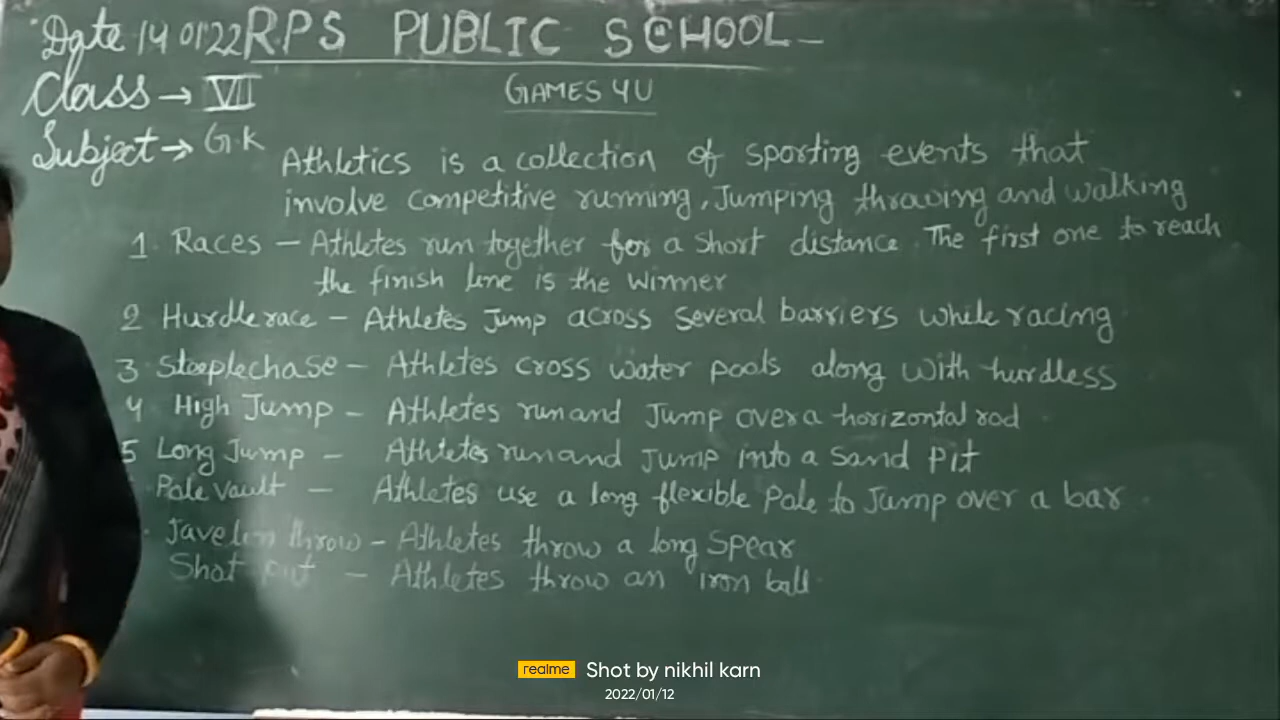 Date 14 01 22 R.P.S PUBLIC SCHOOL
Class → VII
GAMES 4U
Subject → G.K
Athletics is a collection of sporting events that
involve competitive running, Jumping throwing and walking
1 Races - Athletes run together for a short distance. The first one to reach
the finish line is the winner
2 Hurdle race - Athletes Jump across several barriers while racing
3 Steeplechase - Athletes cross water pools along with hurdless
4 High Jump - Athletes run and Jump over a horizontal rod
5 Long Jump - Athletes run and Jump into a sand pit
Pole vault - Athletes use a long flexible Pole to Jump over a bar
Javelin throw - Athletes throw a long spear
Shot put - Athletes throw an Iron ball
realme Shot by nikhil karn
2022/01/12